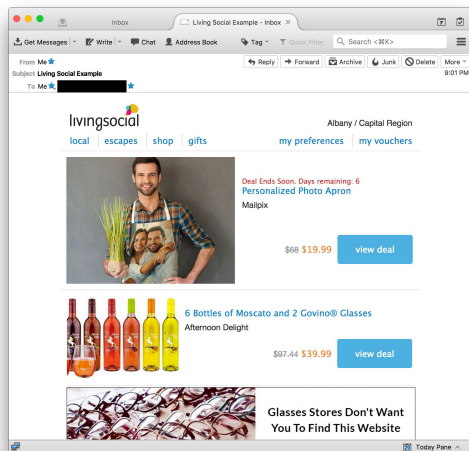 Inbox
Living Social Example - Inbox
Get Messages
Write
Chat
Address Book
Tag
Quick Filter
Search <⌘K>
From Me
Reply
Forward
Archive
Junk
Delete
More
Subject Living Social Example
9:01 PM
To Me
livingsocial
Albany / Capital Region
local escapes shop gifts my preferences my vouchers
Deal Ends Soon. Days remaining: 6
Personalized Photo Apron
Mailpix
$68 $19.99 view deal
6 Bottles of Moscato and 2 Govino® Glasses
Afternoon Delight
$97.44 $39.99 view deal
Glasses Stores Don't Want
You To Find This Website
Today Pane